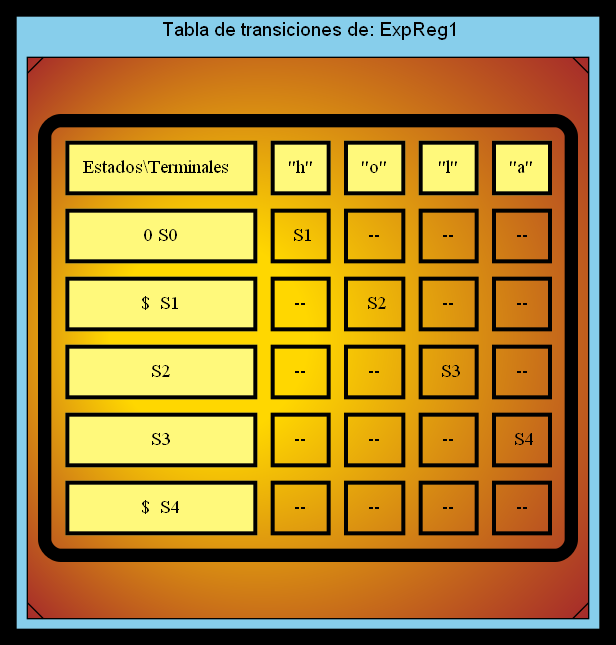 Tabla de transiciones de: ExpReg1
Estados\Terminales "h" "o" "l" "a"
0 S0 S1 -- -- --
$ S1 -- S2 -- --
S2 -- -- S3 --
S3 -- -- -- S4
$ S4 -- -- -- --